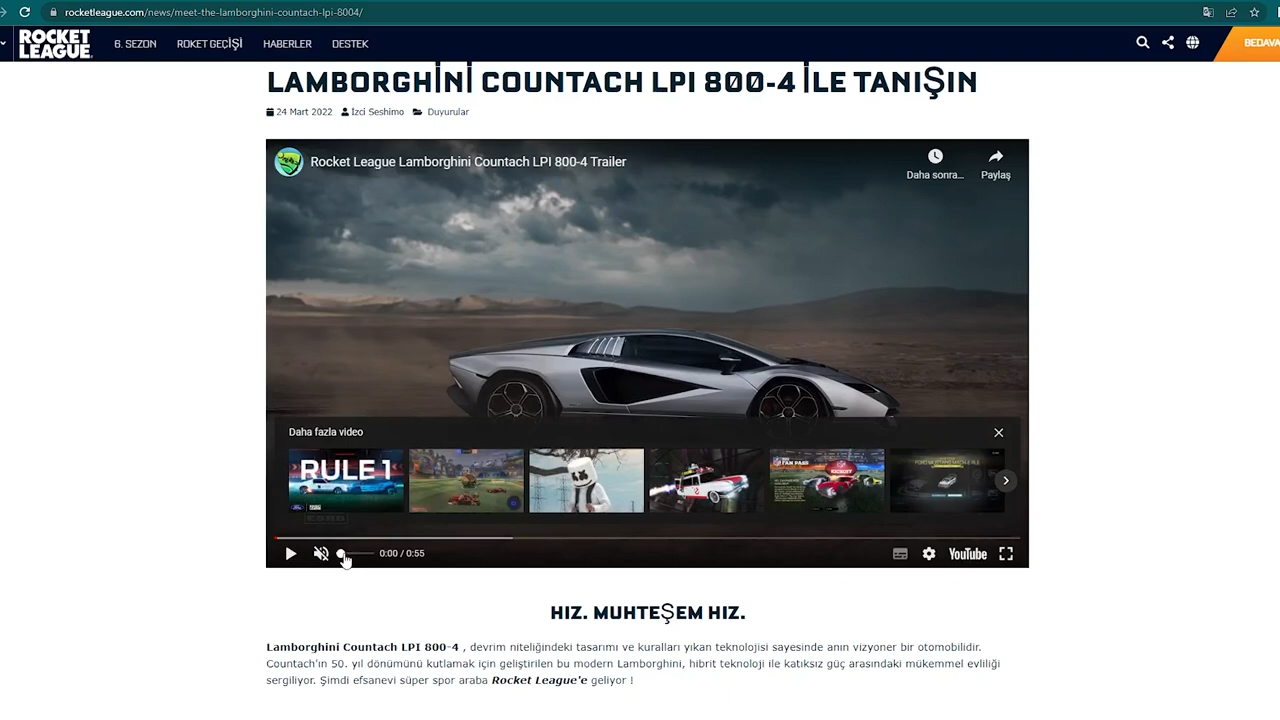 rocketleague.com/news/meet-the-lamborghini-countach-lpi-8004/
ROCKET
LEAGUE
6. SEZON
ROKET GEÇİŞİ
HABERLER
DESTEK
BEDAVA
LAMBORGHİNİ COUNTACH LPI 800-4 İLE TANIŞIN
24 Mart 2022 İzci Seshimo Duyurular
Rocket League Lamborghini Countach LPI 800-4 Trailer
Daha sonra...
Paylaş
Daha fazla video
RULE 1
FAN PASS
KICKOFF
ESRB
0:00 / 0:55
YouTube
HIZ. MUHTEŞEM HIZ.
Lamborghini Countach LPI 800-4 , devrim niteliğindeki tasarımı ve kuralları yıkan teknolojisi sayesinde anın vizyoner bir otomobilidir.
Countach'ın 50. yıl dönümünü kutlamak için geliştirilen bu modern Lamborghini, hibrit teknoloji ile katıksız güç arasındaki mükemmel evliliği
sergiliyor. Şimdi efsanevi süper spor araba Rocket League'e geliyor !